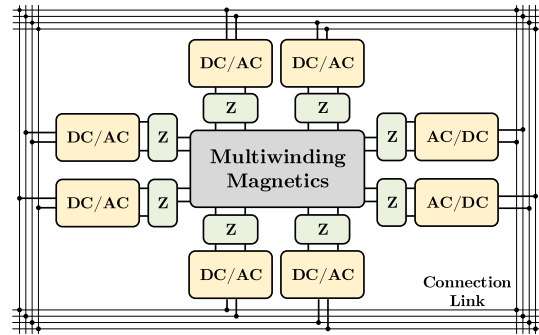 DC/AC DC/AC
Z Z
DC/AC Z Z AC/DC
Multiwinding
Magnetics
DC/AC Z Z AC/DC
Z Z
DC/AC DC/AC
Connection
Link